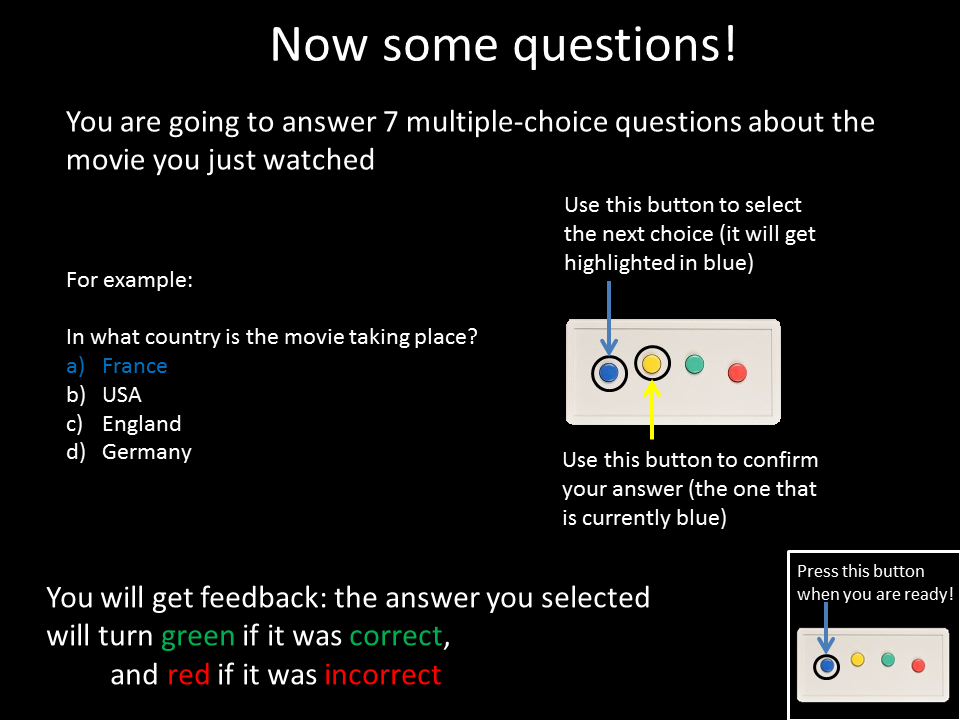 Now some questions!
You are going to answer 7 multiple-choice questions about the
movie you just watched
Use this button to select
the next choice (it will get
highlighted in blue)
For example:
In what country is the movie taking place?
a) France
b) USA
c) England
d) Germany
Use this button to confirm
your answer (the one that
is currently blue)
You will get feedback: the answer you selected
will turn green if it was correct,
and red if it was incorrect
Press this button
when you are ready!